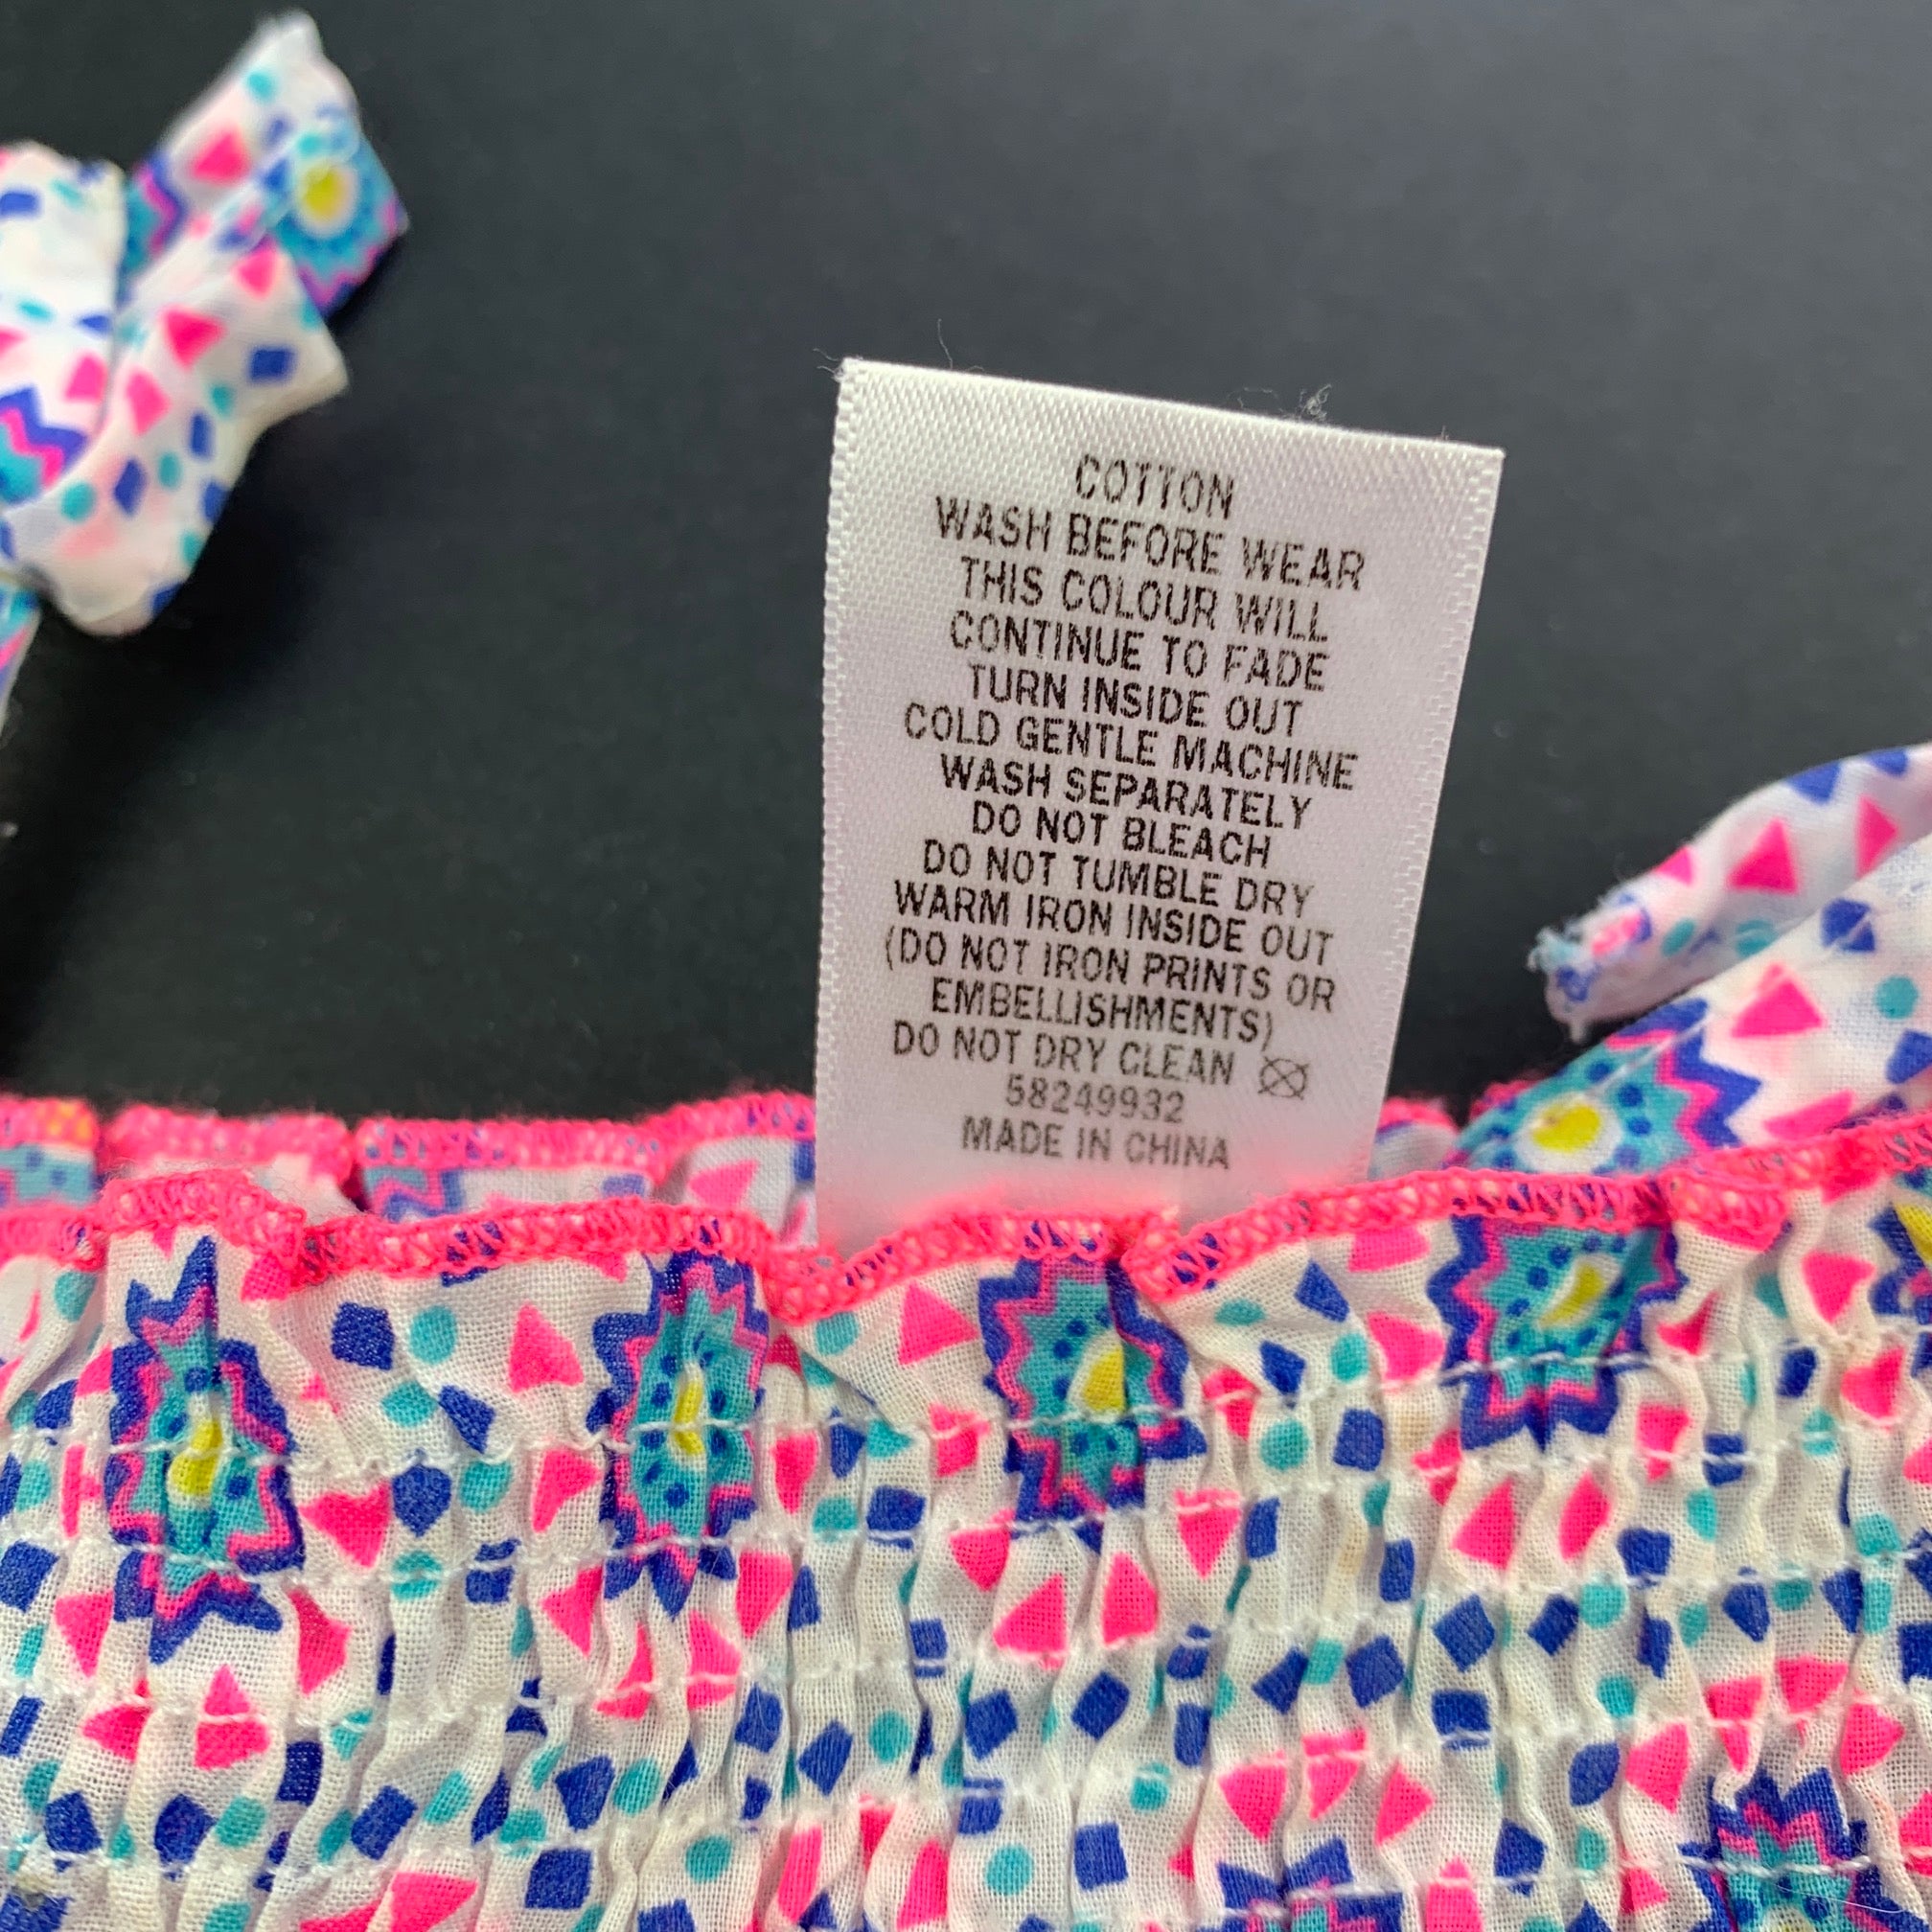 COTTON
WASH BEFORE WEAR
THIS COLOUR WILL
CONTINUE TO FADE
TURN INSIDE OUT
COLD GENTLE MACHINE
WASH SEPARATELY
DO NOT BLEACH
DO NOT TUMBLE DRY
WARM IRON INSIDE OUT
(DO NOT IRON PRINTS OR
EMBELLISHMENTS)
DO NOT DRY CLEAN
58249932
MADE IN CHINA